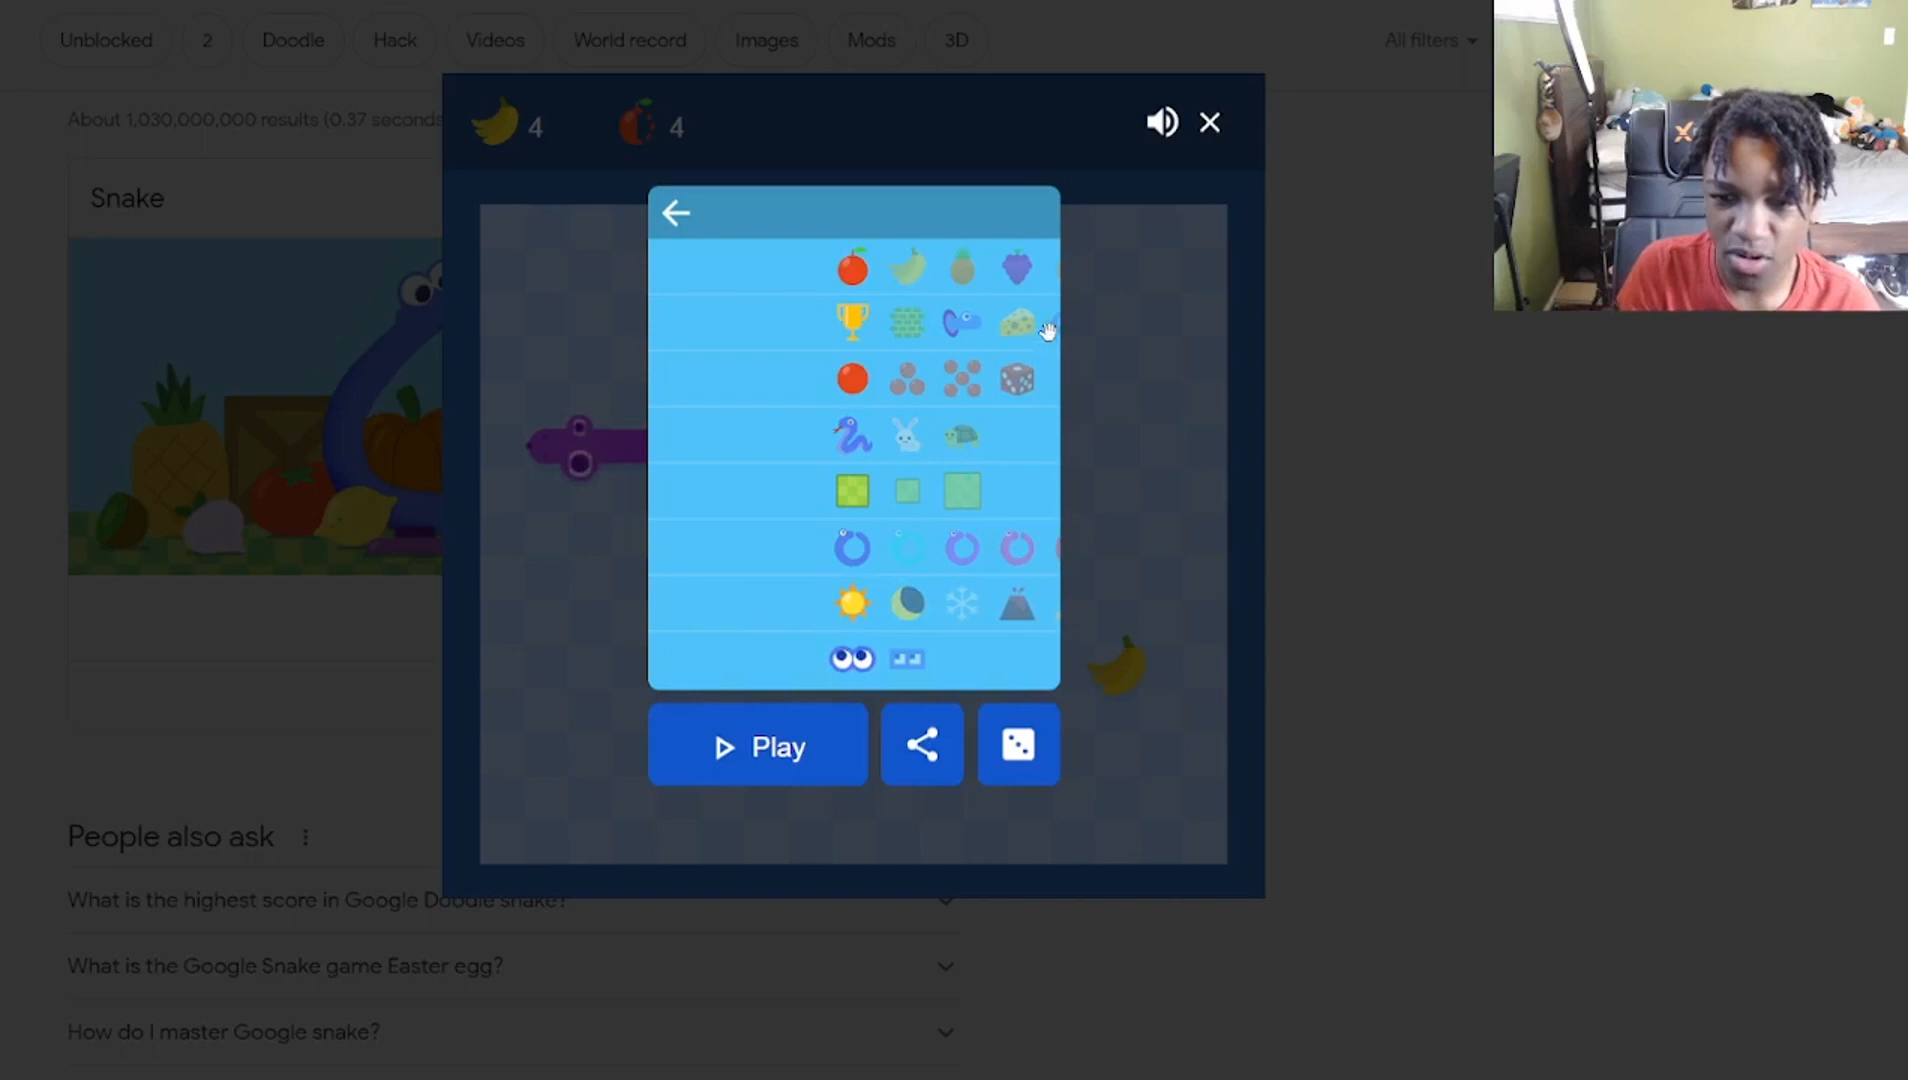 Unblocked
2
Doodle
Hack
Videos
World record
Images
Mods
3D
All filters
About 1,030,000,000 results (0.37 seconds
4
4
Snake
Play
People also ask
What is the highest score in Google Doodle snake?
What is the Google Snake game Easter egg?
How do I master Google snake?